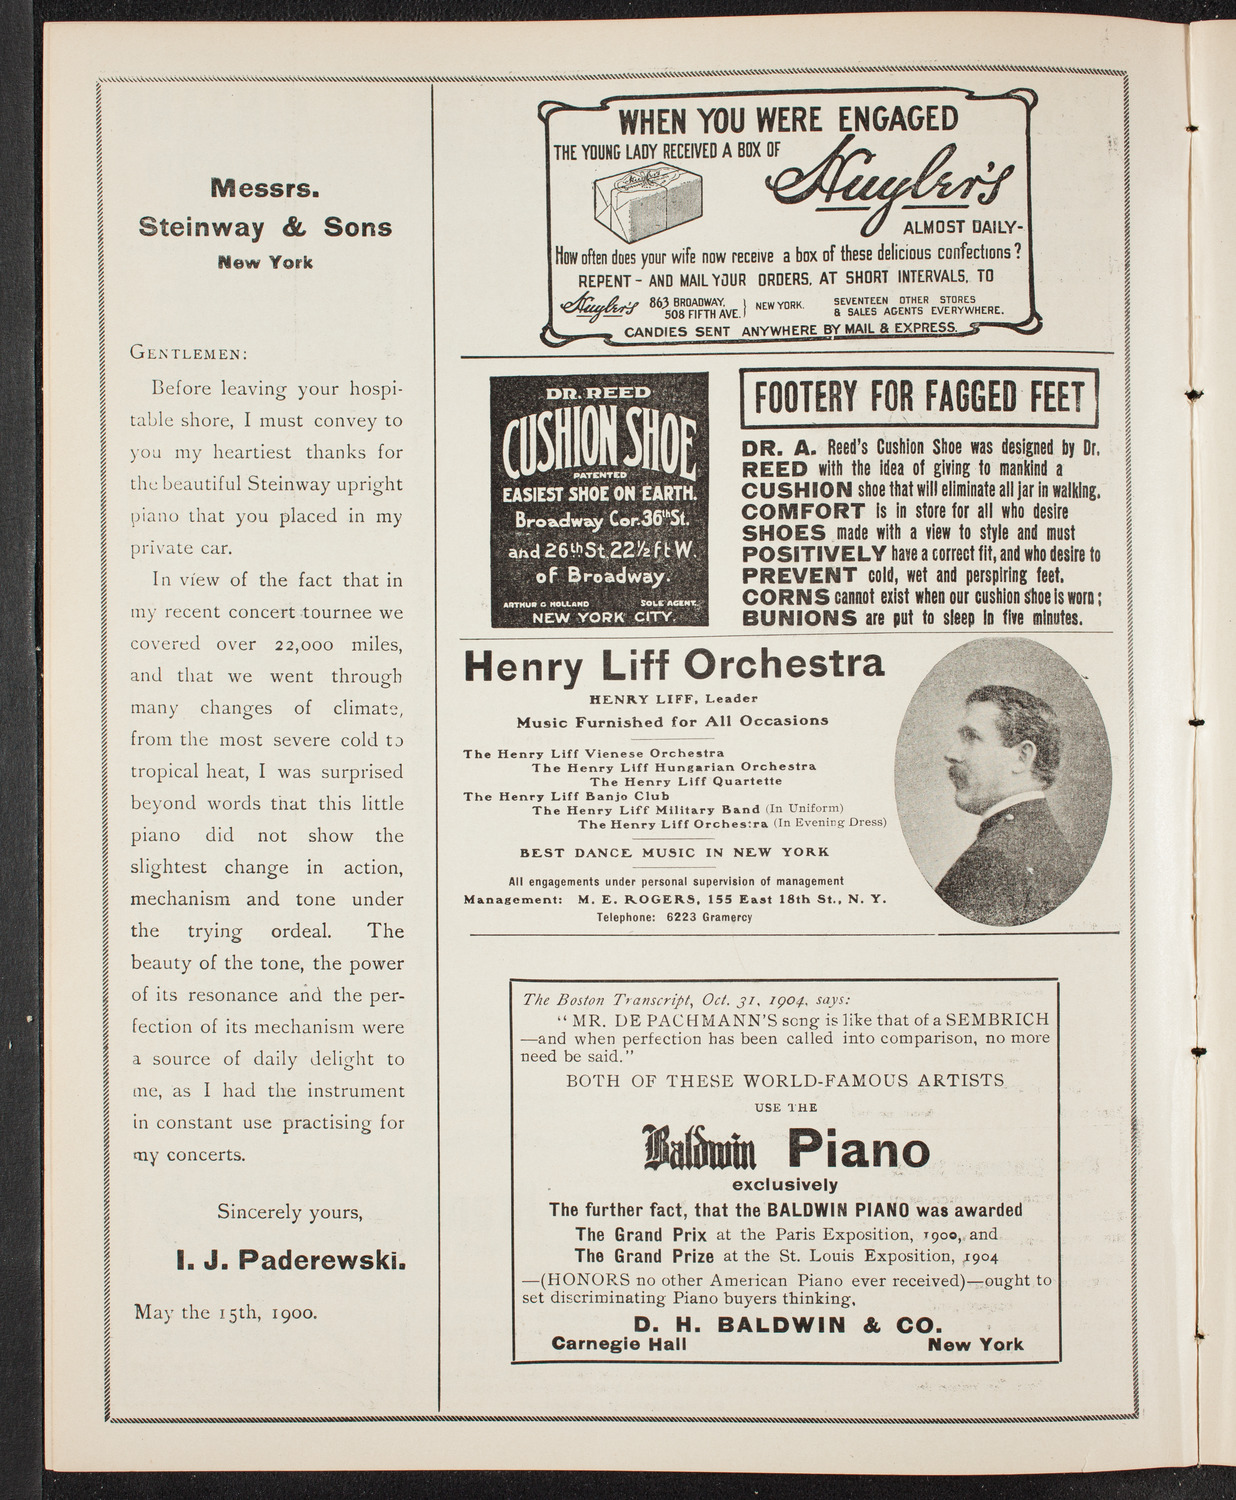 Messrs.
Steinway & Sons
New York
GENTLEMEN:
Before leaving your hospi-
table shore, I must convey to
you my heartiest thanks for
the beautiful Steinway upright
piano that you placed in my
private car.
In view of the fact that in
my recent concert tournee we
covered over 22,000 miles,
and that we went through
many changes of climate,
from the most severe cold to
tropical heat, I was surprised
beyond words that this little
piano did not show the
slightest change in action,
mechanism and tone under
the trying ordeal. The
beauty of the tone, the power
of its resonance and the per-
fection of its mechanism were
a source of daily delight to
me, as I had the instrument
in constant use practising for
my concerts.
Sincerely yours,
I. J. Paderewski.
May the 15th, 1900.
WHEN YOU WERE ENGAGED
THE YOUNG LADY RECEIVED A BOX OF
Huyler's
Huyler's
ALMOST DAILY-
How often does your wife now receive a box of these delicious confections?
REPENT - AND MAIL YOUR ORDERS, AT SHORT INTERVALS, TO
Huyler's 863 BROADWAY, 508 FIFTH AVE. } NEW YORK. SEVENTEEN OTHER STORES & SALES AGENTS EVERYWHERE.
CANDIES SENT ANYWHERE BY MAIL & EXPRESS.
DR. REED
CUSHION SHOE
PATENTED
EASIEST SHOE ON EARTH.
Broadway Cor. 36th St.
and 26th St. 22½ ft W.
of Broadway.
ARTHUR G HOLLAND SOLE AGENT.
NEW YORK CITY.
FOOTERY FOR FAGGED FEET
DR. A. Reed's Cushion Shoe was designed by Dr.
REED with the idea of giving to mankind a
CUSHION shoe that will eliminate all jar in walking.
COMFORT is in store for all who desire
SHOES made with a view to style and must
POSITIVELY have a correct fit, and who desire to
PREVENT cold, wet and perspiring feet.
CORNS cannot exist when our cushion shoe is worn;
BUNIONS are put to sleep in five minutes.
Henry Liff Orchestra
HENRY LIFF, Leader
Music Furnished for All Occasions
The Henry Liff Vienese Orchestra
The Henry Liff Hungarian Orchestra
The Henry Liff Quartette
The Henry Liff Banjo Club
The Henry Liff Military Band (In Uniform)
The Henry Liff Orchestra (In Evening Dress)
BEST DANCE MUSIC IN NEW YORK
All engagements under personal supervision of management
Management: M. E. ROGERS, 155 East 18th St., N. Y.
Telephone: 6223 Gramercy
The Boston Transcript, Oct. 31, 1904, says:
" MR. DE PACHMANN'S song is like that of a SEMBRICH
—and when perfection has been called into comparison, no more
need be said."
BOTH OF THESE WORLD-FAMOUS ARTISTS
USE THE
Baldwin Piano
exclusively
The further fact, that the BALDWIN PIANO was awarded
The Grand Prix at the Paris Exposition, 1900, and
The Grand Prize at the St. Louis Exposition, 1904
—(HONORS no other American Piano ever received)—ought to
set discriminating Piano buyers thinking.
D. H. BALDWIN & CO.
Carnegie Hall New York